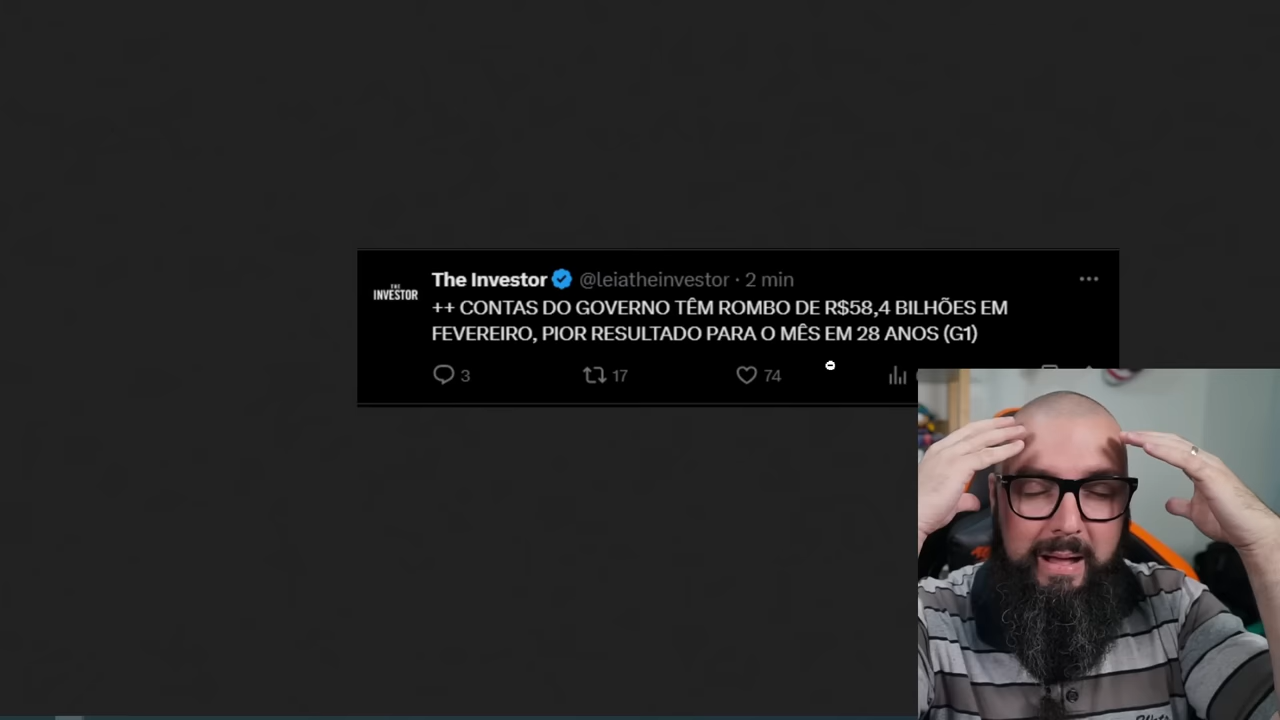 THE
INVESTOR
The Investor @leiatheinvestor · 2 min
++ CONTAS DO GOVERNO TÊM ROMBO DE R$58,4 BILHÕES EM
FEVEREIRO, PIOR RESULTADO PARA O MÊS EM 28 ANOS (G1)
3 17 74